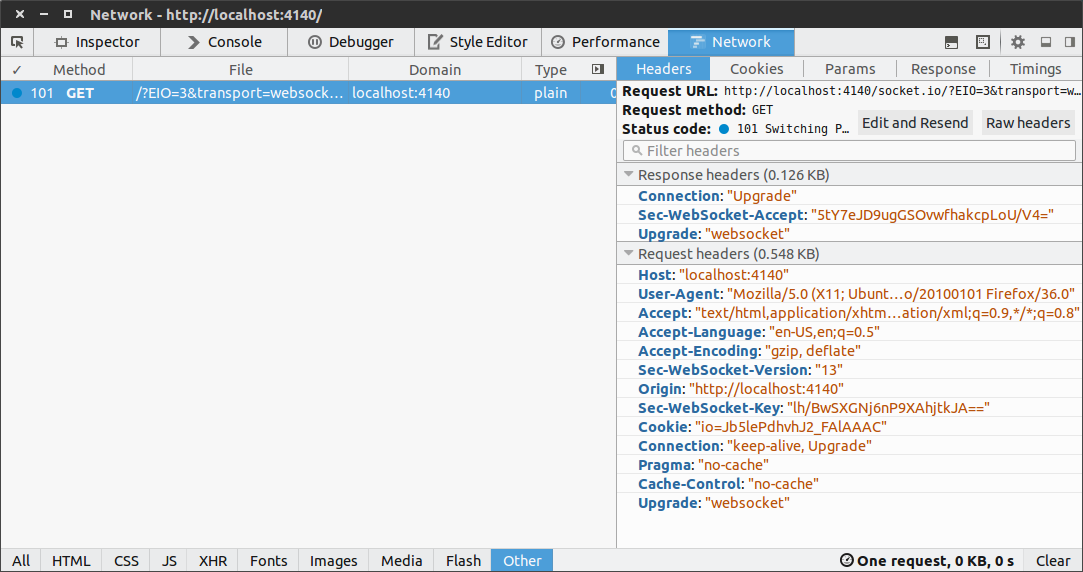 Network - http://localhost:4140/
Inspector Console Debugger Style Editor Performance Network
✓ Method File Domain Type
Headers Cookies Params Response Timings
101 GET /?EIO=3&transport=websock… localhost:4140 plain 0
Request URL: http://localhost:4140/socket.io/?EIO=3&transport=w…
Request method: GET
Status code: 101 Switching P… Edit and Resend Raw headers
Filter headers
Response headers (0.126 KB)
Connection: "Upgrade"
Sec-WebSocket-Accept: "5tY7eJD9ugGSOvwfhakcpLoU/V4="
Upgrade: "websocket"
Request headers (0.548 KB)
Host: "localhost:4140"
User-Agent: "Mozilla/5.0 (X11; Ubunt…o/20100101 Firefox/36.0"
Accept: "text/html,application/xhtm…ation/xml;q=0.9,*/*;q=0.8"
Accept-Language: "en-US,en;q=0.5"
Accept-Encoding: "gzip, deflate"
Sec-WebSocket-Version: "13"
Origin: "http://localhost:4140"
Sec-WebSocket-Key: "lh/BwSXGNj6nP9XAhjtkJA=="
Cookie: "io=Jb5lePdhvhJ2_FAlAAAC"
Connection: "keep-alive, Upgrade"
Pragma: "no-cache"
Cache-Control: "no-cache"
Upgrade: "websocket"
All HTML CSS JS XHR Fonts Images Media Flash Other One request, 0 KB, 0 s Clear